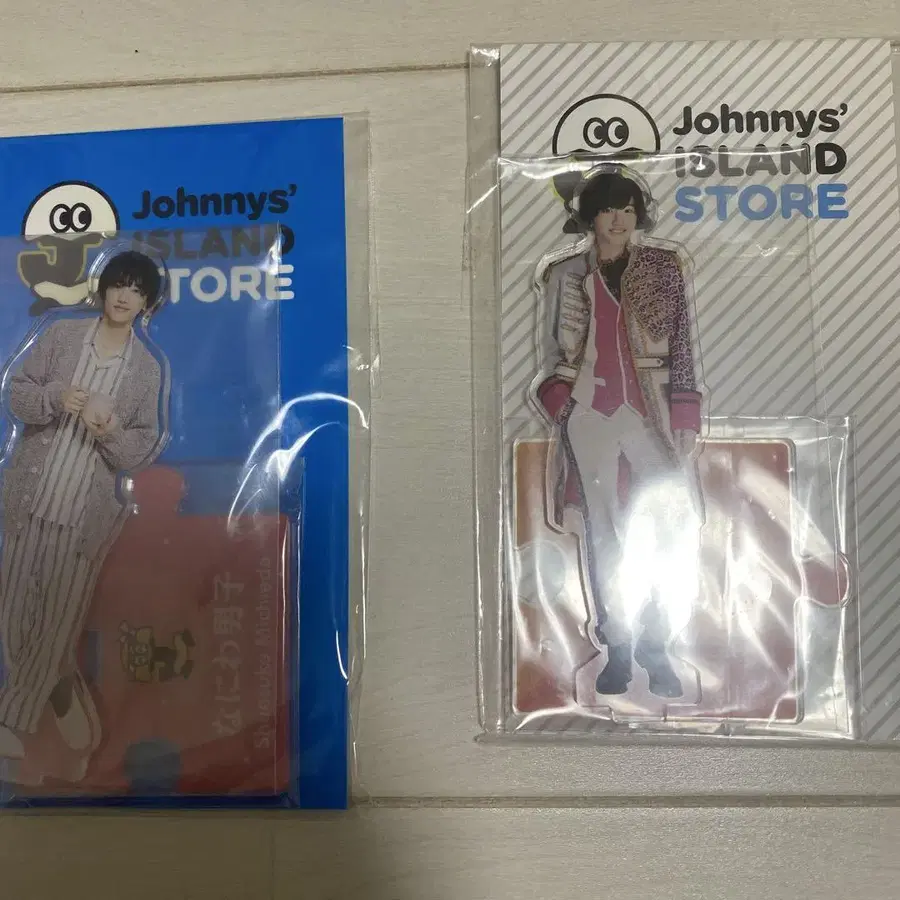 Johnnys'
ISLAND
STORE
なにわ男子
Shunsuke Michieda
Johnnys'
ISLAND
STORE